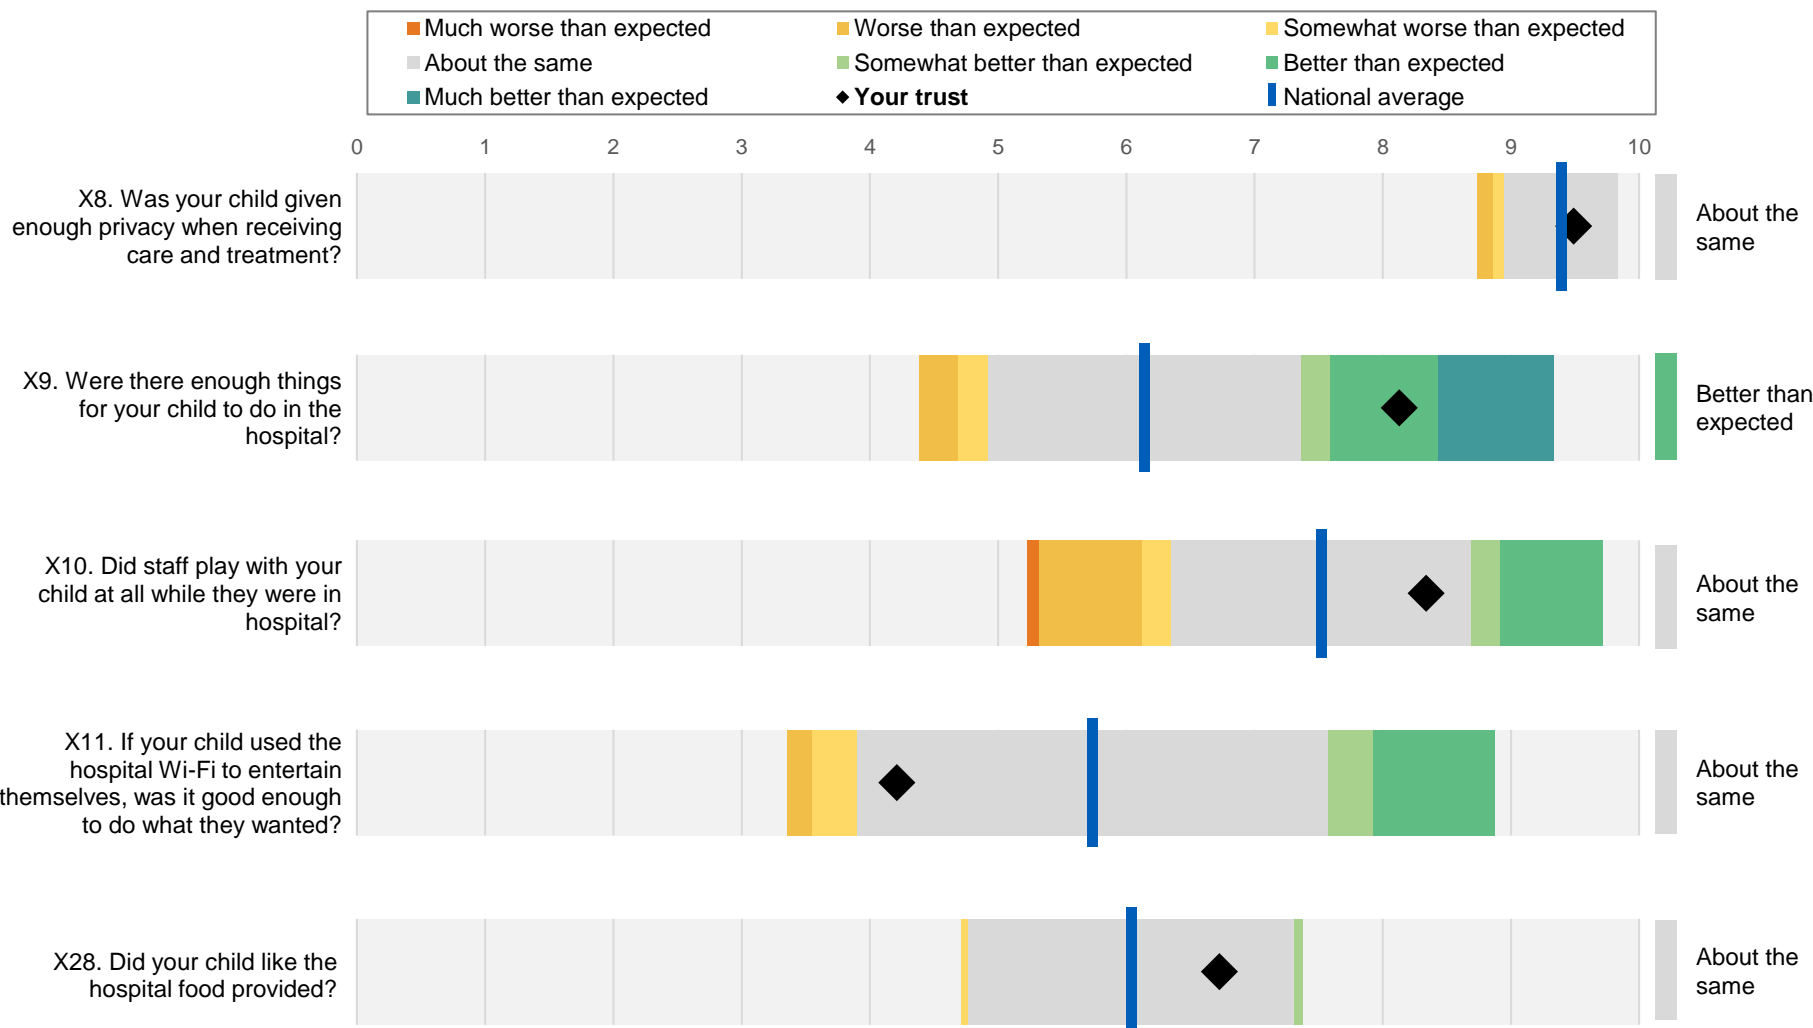 Much worse than expected
Worse than expected
Somewhat worse than expected
About the same
Somewhat better than expected
Better than expected
Much better than expected
Your trust
National average
0 1 2 3 4 5 6 7 8 9 10
X8. Was your child given
enough privacy when receiving
care and treatment?
About the
same
X9. Were there enough things
for your child to do in the
hospital?
Better than
expected
X10. Did staff play with your
child at all while they were in
hospital?
About the
same
X11. If your child used the
hospital Wi-Fi to entertain
themselves, was it good enough
to do what they wanted?
About the
same
X28. Did your child like the
hospital food provided?
About the
same